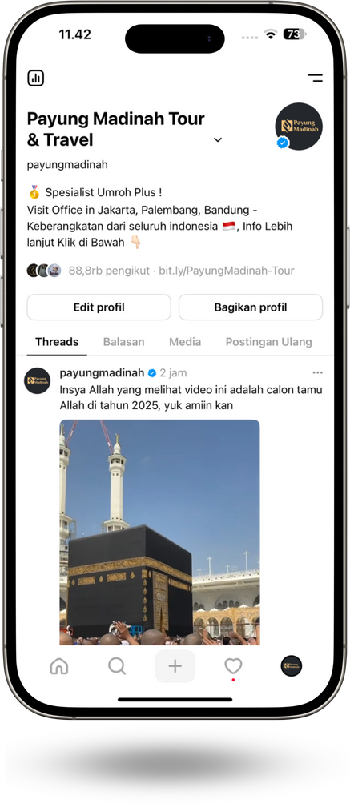 11.42
73
Payung Madinah Tour
& Travel
Payung
Madinah
payungmadinah
🥇 Spesialist Umroh Plus !
Visit Office in Jakarta, Palembang, Bandung -
Keberangkatan dari seluruh indonesia 🇮🇩, Info Lebih
lanjut Klik di Bawah 👇🏻
88,8rb pengikut · bit.ly/PayungMadinah-Tour
Edit profil
Bagikan profil
Threads
Balasan
Media
Postingan Ulang
payungmadinah 2 jam
Insya Allah yang melihat video ini adalah calon tamu
Allah di tahun 2025, yuk amiin kan